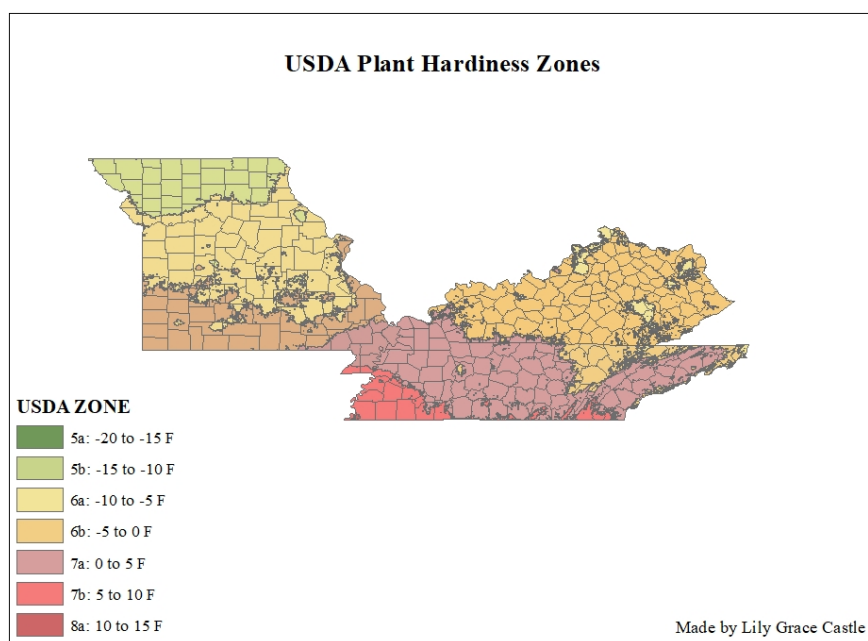 USDA Plant Hardiness Zones
USDA ZONE
5a: -20 to -15 F
5b: -15 to -10 F
6a: -10 to -5 F
6b: -5 to 0 F
7a: 0 to 5 F
7b: 5 to 10 F
8a: 10 to 15 F
Made by Lily Grace Castle